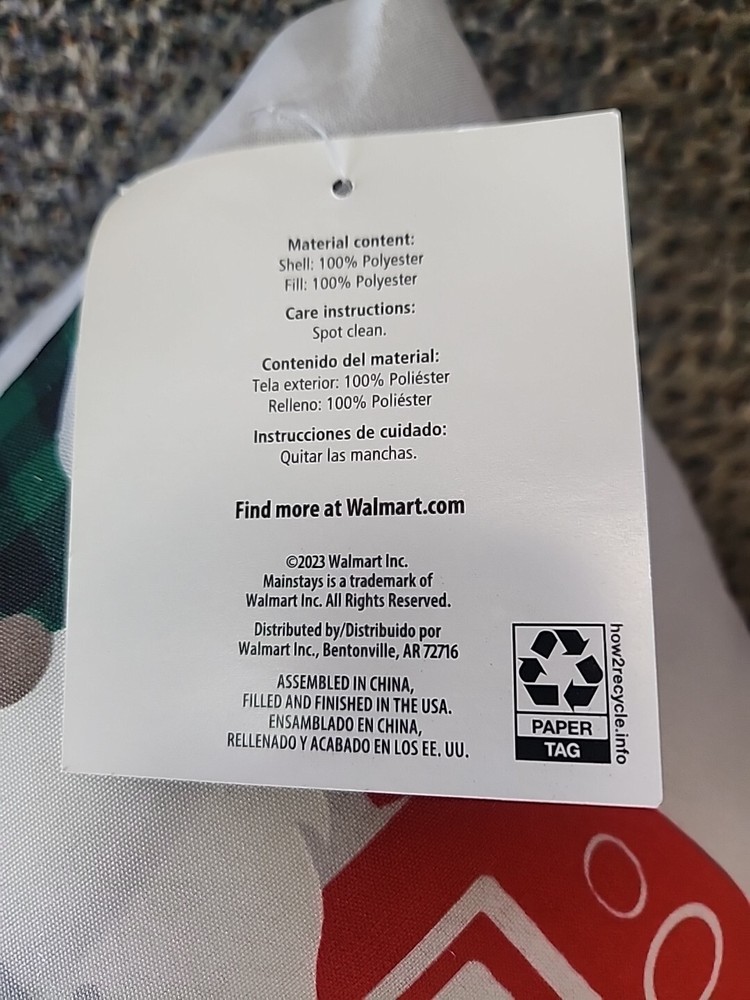 Material content:
Shell: 100% Polyester
Fill: 100% Polyester
Care instructions:
Spot clean.
Contenido del material:
Tela exterior: 100% Poliéster
Relleno: 100% Poliéster
Instrucciones de cuidado:
Quitar las manchas.
Find more at Walmart.com
©2023 Walmart Inc.
Mainstays is a trademark of
Walmart Inc. All Rights Reserved.
Distributed by/Distribuido por
Walmart Inc., Bentonville, AR 72716
ASSEMBLED IN CHINA,
FILLED AND FINISHED IN THE USA.
ENSAMBLADO EN CHINA,
RELLENADO Y ACABADO EN LOS EE. UU.
PAPER
TAG
how2recycle.info